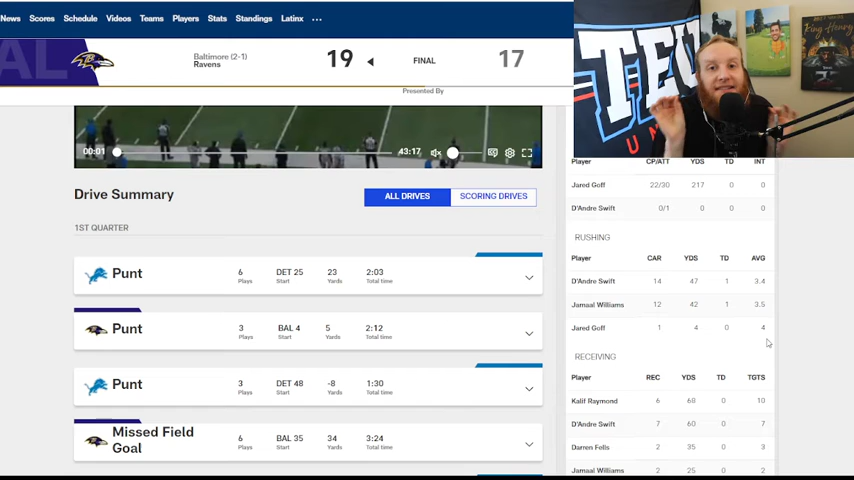 News Scores Schedule Videos Teams Players Stats Standings Latinx ...
Baltimore (2-1)
Ravens
19
FINAL
17
Presented By
00:01
43:17
Drive Summary
ALL DRIVES
SCORING DRIVES
1ST QUARTER
Punt
6 DET 25 23 2:03
Plays Start Yards Total time
Punt
3 BAL 4 5 2:12
Plays Start Yards Total time
Punt
3 DET 48 -8 1:30
Plays Start Yards Total time
Missed Field
Goal
6 BAL 35 34 3:24
Plays Start Yards Total time
Player CP/ATT YDS TD INT
Jared Goff 22/30 217 0 0
D'Andre Swift 0/1 0 0 0
RUSHING
Player CAR YDS TD AVG
D'Andre Swift 14 47 1 3.4
Jamaal Williams 12 42 1 3.5
Jared Goff 1 4 0 4
RECEIVING
Player REC YDS TD TGTS
Kalif Raymond 6 68 0 10
D'Andre Swift 7 60 0 7
Darren Fells 2 35 0 3
Jamaal Williams 2 25 0 2
King Henry